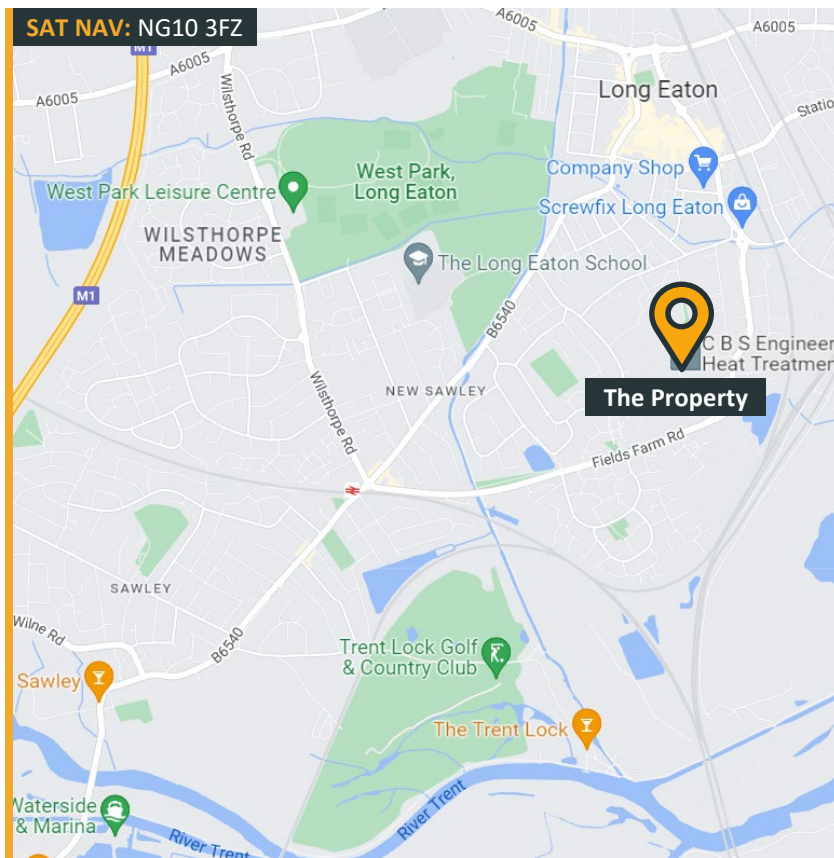 SAT NAV: NG10 3FZ
M1
A6005
A6005
A6005
A6005
Wilsthorpe Rd
Long Eaton
Company Shop
Screwfix Long Eaton
West Park,
Long Eaton
West Park Leisure Centre
WILSTHORPE
MEADOWS
The Long Eaton School
M1
B6540
C B S Engineer
Heat Treatmen
The Property
NEW SAWLEY
Wilsthorpe Rd
Fields Farm Rd
SAWLEY
Wilne Rd
B6540
Sawley
Trent Lock Golf
& Country Club
The Trent Lock
River Trent
Waterside
& Marina
River Trent